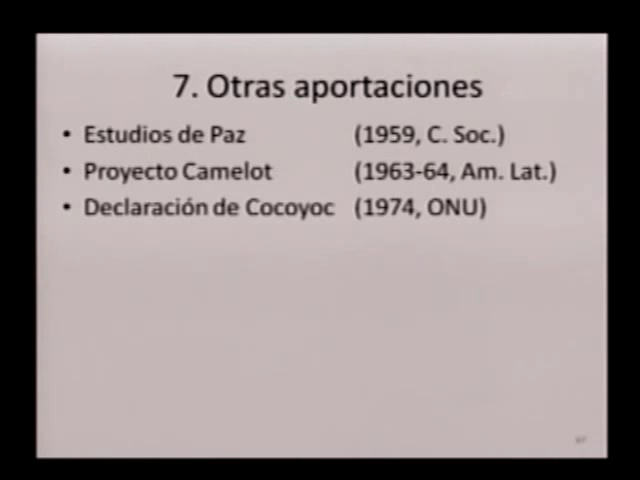 7. Otras aportaciones
• Estudios de Paz (1959, C. Soc.)
• Proyecto Camelot (1963-64, Am. Lat.)
• Declaración de Cocoyoc (1974, ONU)